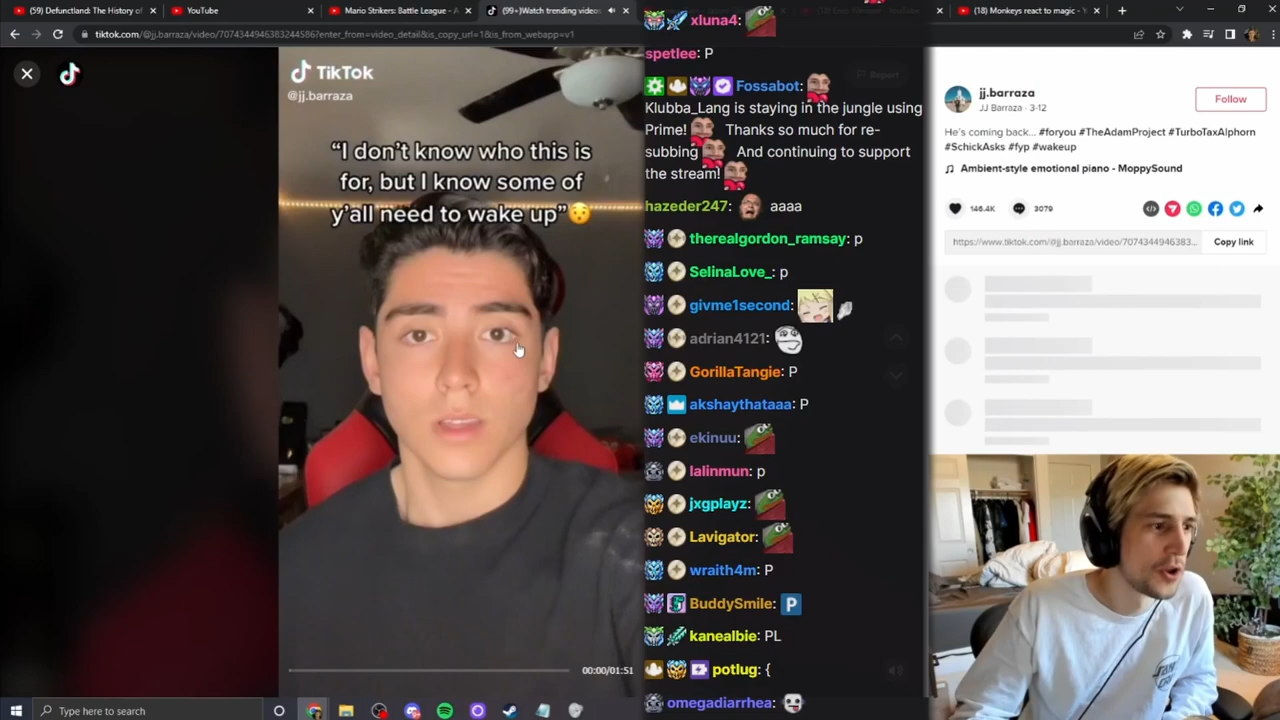 (59) Defunctland: The History of
YouTube
Mario Strikers: Battle League - A
(99+)Watch trending video
(18) Monkeys react to magic - Y
tiktok.com/@jj.barraza/video/7074344946383244586?enter_from=video_detail&is_copy_url=1&is_from_webapp=v1
TikTok
@jj.barraza
“I don’t know who this is
for, but I know some of
y’all need to wake up”😯
00:00/01:51
Report
xluna4:
spetlee: P
Fossabot:
Klubba_Lang is staying in the jungle using
Prime! Thanks so much for re-
subbing And continuing to support
the stream!
hazeder247: aaaa
therealgordon_ramsay: p
SelinaLove_: p
givme1second:
adrian4121:
GorillaTangie: P
akshaythataaa: P
ekinuu:
lalinmun: p
jxgplayz:
Lavigator:
wraith4m: P
BuddySmile: P
kanealbie: PL
potlug: {
omegadiarrhea:
jj.barraza
JJ Barraza · 3-12
Follow
He's coming back... #foryou #TheAdamProject #TurboTaxAlphorn
#SchickAsks #fyp #wakeup
Ambient-style emotional piano - MoppySound
146.4K
3079
https://www.tiktok.com/@jj.barraza/video/7074344946383...
Copy link
Type here to search